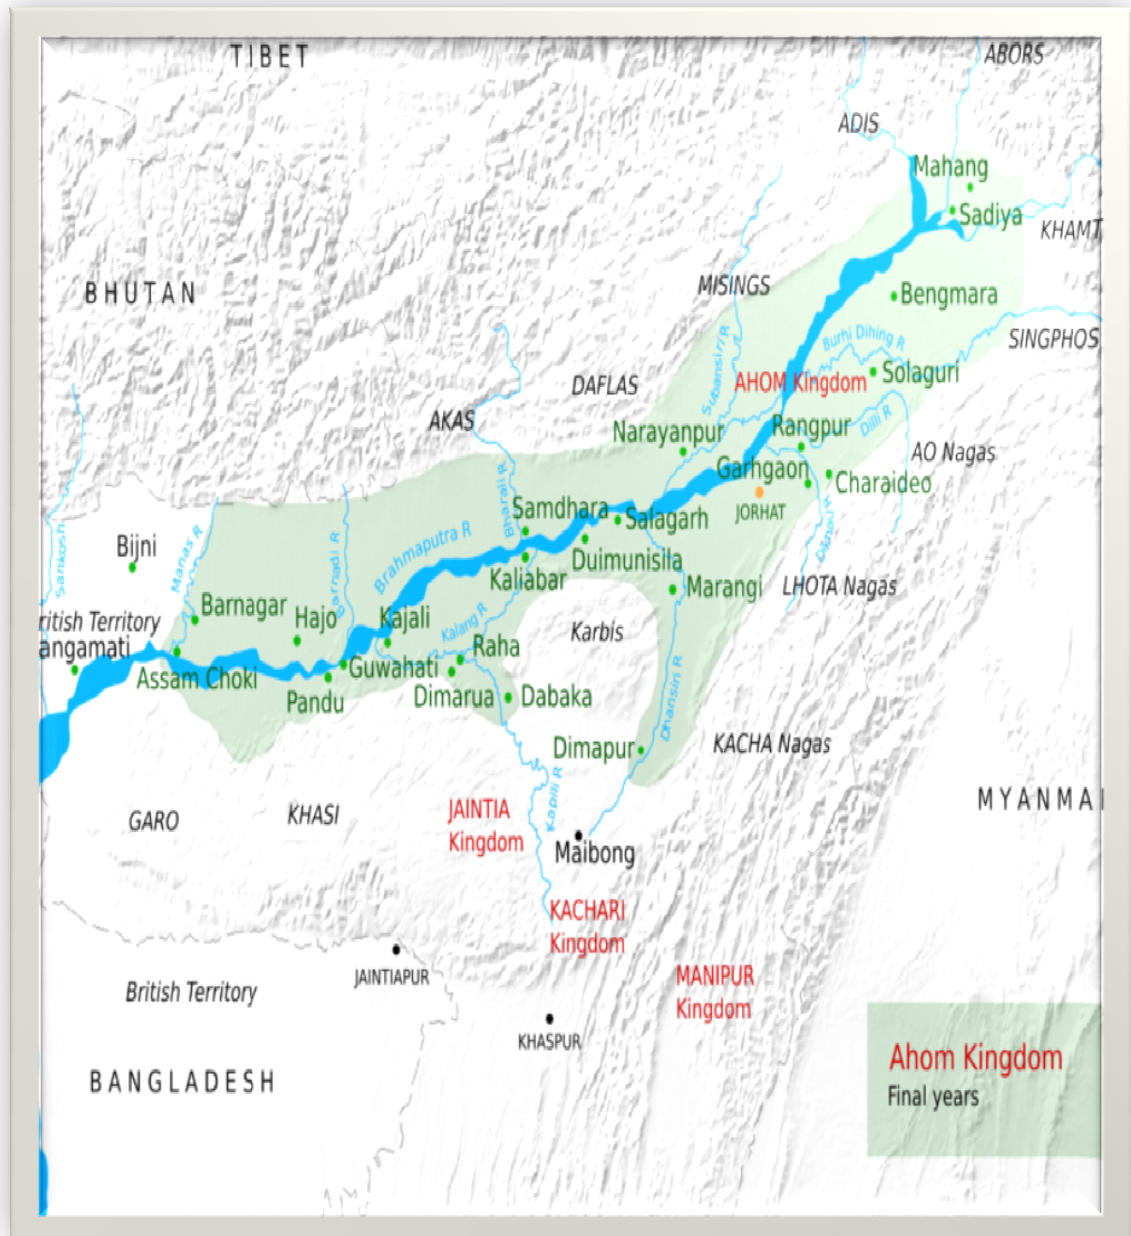 TIBET
ABORS
ADIS
Mahang
Sadiya
KHAMT
BHUTAN
MISINGS
Bengmara
SINGPHOS
Burhi Dihing R
Subansiri R
DAFLAS
AHOM Kingdom
Solaguri
AKAS
Narayanpur
Rangpur
Dilli R
AO Nagas
Garhgaon
Charaideo
JORHAT
Bharali R
Samdhara
Salagarh
Sankosh
Bijni
Manas R
Barnadi R
Brahmaputra R
Duimunisila
Kaliabar
Marangi
LHOTA Nagas
Barnagar
Hajo
Kajali
Kalang R
Karbis
ritish Territory
angamati
Raha
Guwahati
Assam Choki
Pandu
Dimarua
Dabaka
Dhansiri R
Dimapur
KACHA Nagas
MYANMA
GARO
KHASI
JAINTIA
Kingdom
Kapili R
Maibong
KACHARI
Kingdom
JAINTIAPUR
MANIPUR
Kingdom
British Territory
KHASPUR
BANGLADESH
Ahom Kingdom
Final years